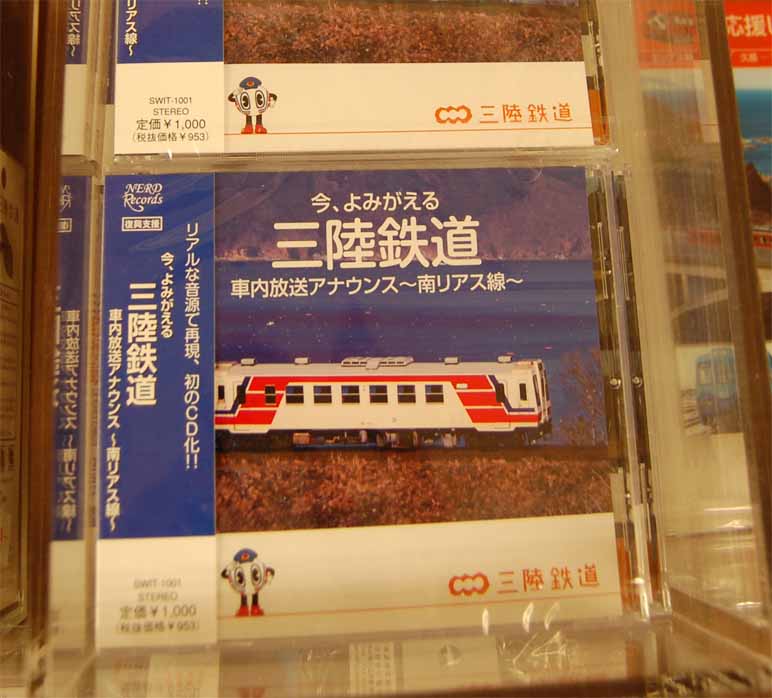 SWIT-1001
STEREO
定価￥1,000
(税抜価格￥953)
三陸鉄道
応援
NERD
Records
復興支援
リアルな音源で再現、初のCD化!!
今、よみがえる
三陸鉄道
車内放送アナウンス ～南リアス線～
今、よみがえる
三陸鉄道
車内放送アナウンス～南リアス線～
SWIT-1001
STEREO
定価￥1,000
(税抜価格￥953)
三陸鉄道